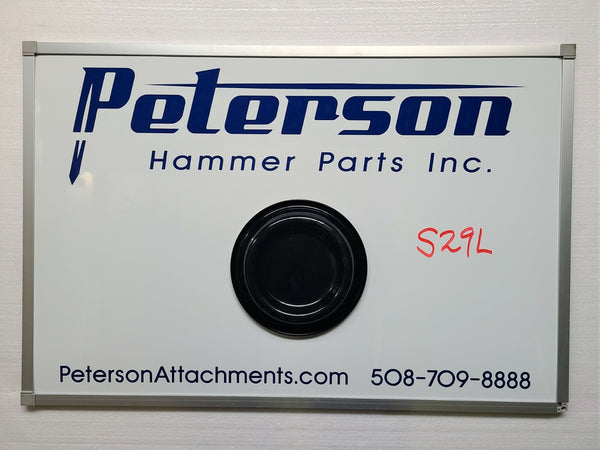 Peterson
Hammer Parts Inc.
S29L
PetersonAttachments.com 508-709-8888